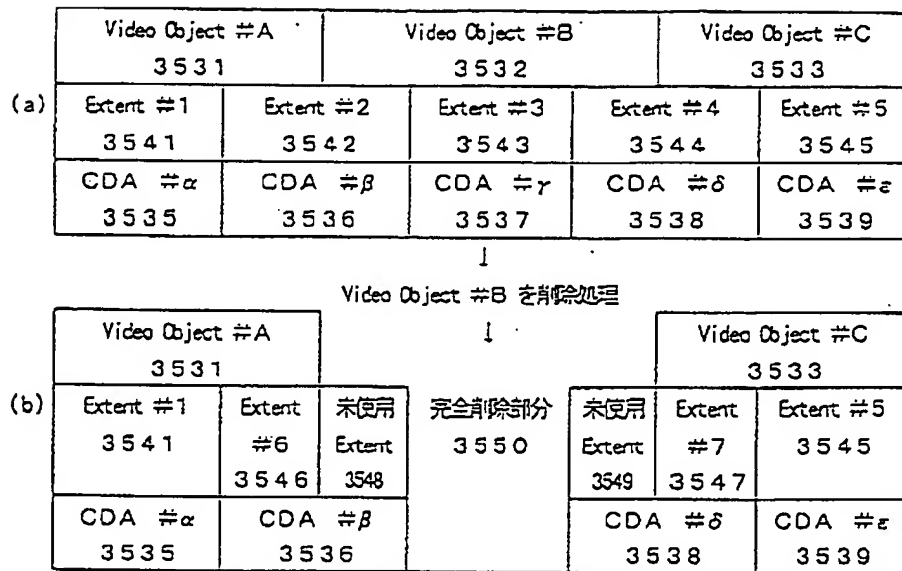 Video Object #A Video Object #B Video Object #C
3531 3532 3533
(a) Extent #1 Extent #2 Extent #3 Extent #4 Extent #5
3541 3542 3543 3544 3545
CDA #α CDA #β CDA #γ CDA #δ CDA #ε
3535 3536 3537 3538 3539
↓
Video Object #B を削除処理
Video Object #A ↓ Video Object #C
3531 3533
(b) Extent #1 Extent 未使用 完全削除部分 未使用 Extent Extent #5
3541 #6 Extent 3550 Extent #7 3545
3546 3548 3549 3547
CDA #α CDA #β CDA #δ CDA #ε
3535 3536 3538 3539